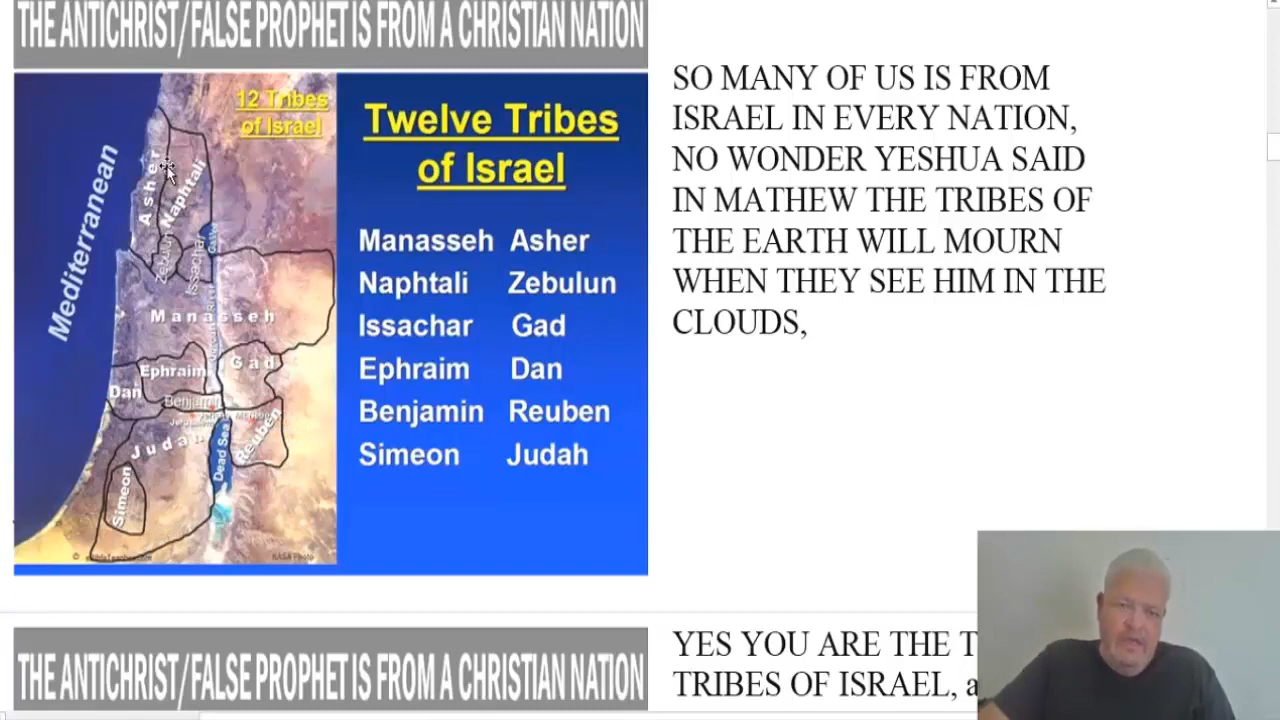 THE ANTICHRIST/FALSE PROPHET IS FROM A CHRISTIAN NATION
12 Tribes
of Israel
Mediterranean
Asher
Naphtali
Zebulun
Issachar
Manasseh
Ephraim
Gad
Dan
Benjamin
Judah
Reuben
Dead Sea
Simeon
NASA Photo
Twelve Tribes
of Israel
Manasseh Asher
Naphtali Zebulun
Issachar Gad
Ephraim Dan
Benjamin Reuben
Simeon Judah
SO MANY OF US IS FROM
ISRAEL IN EVERY NATION,
NO WONDER YESHUA SAID
IN MATHEW THE TRIBES OF
THE EARTH WILL MOURN
WHEN THEY SEE HIM IN THE
CLOUDS,
THE ANTICHRIST/FALSE PROPHET IS FROM A CHRISTIAN NATION
YES YOU ARE THE T
TRIBES OF ISRAEL, a